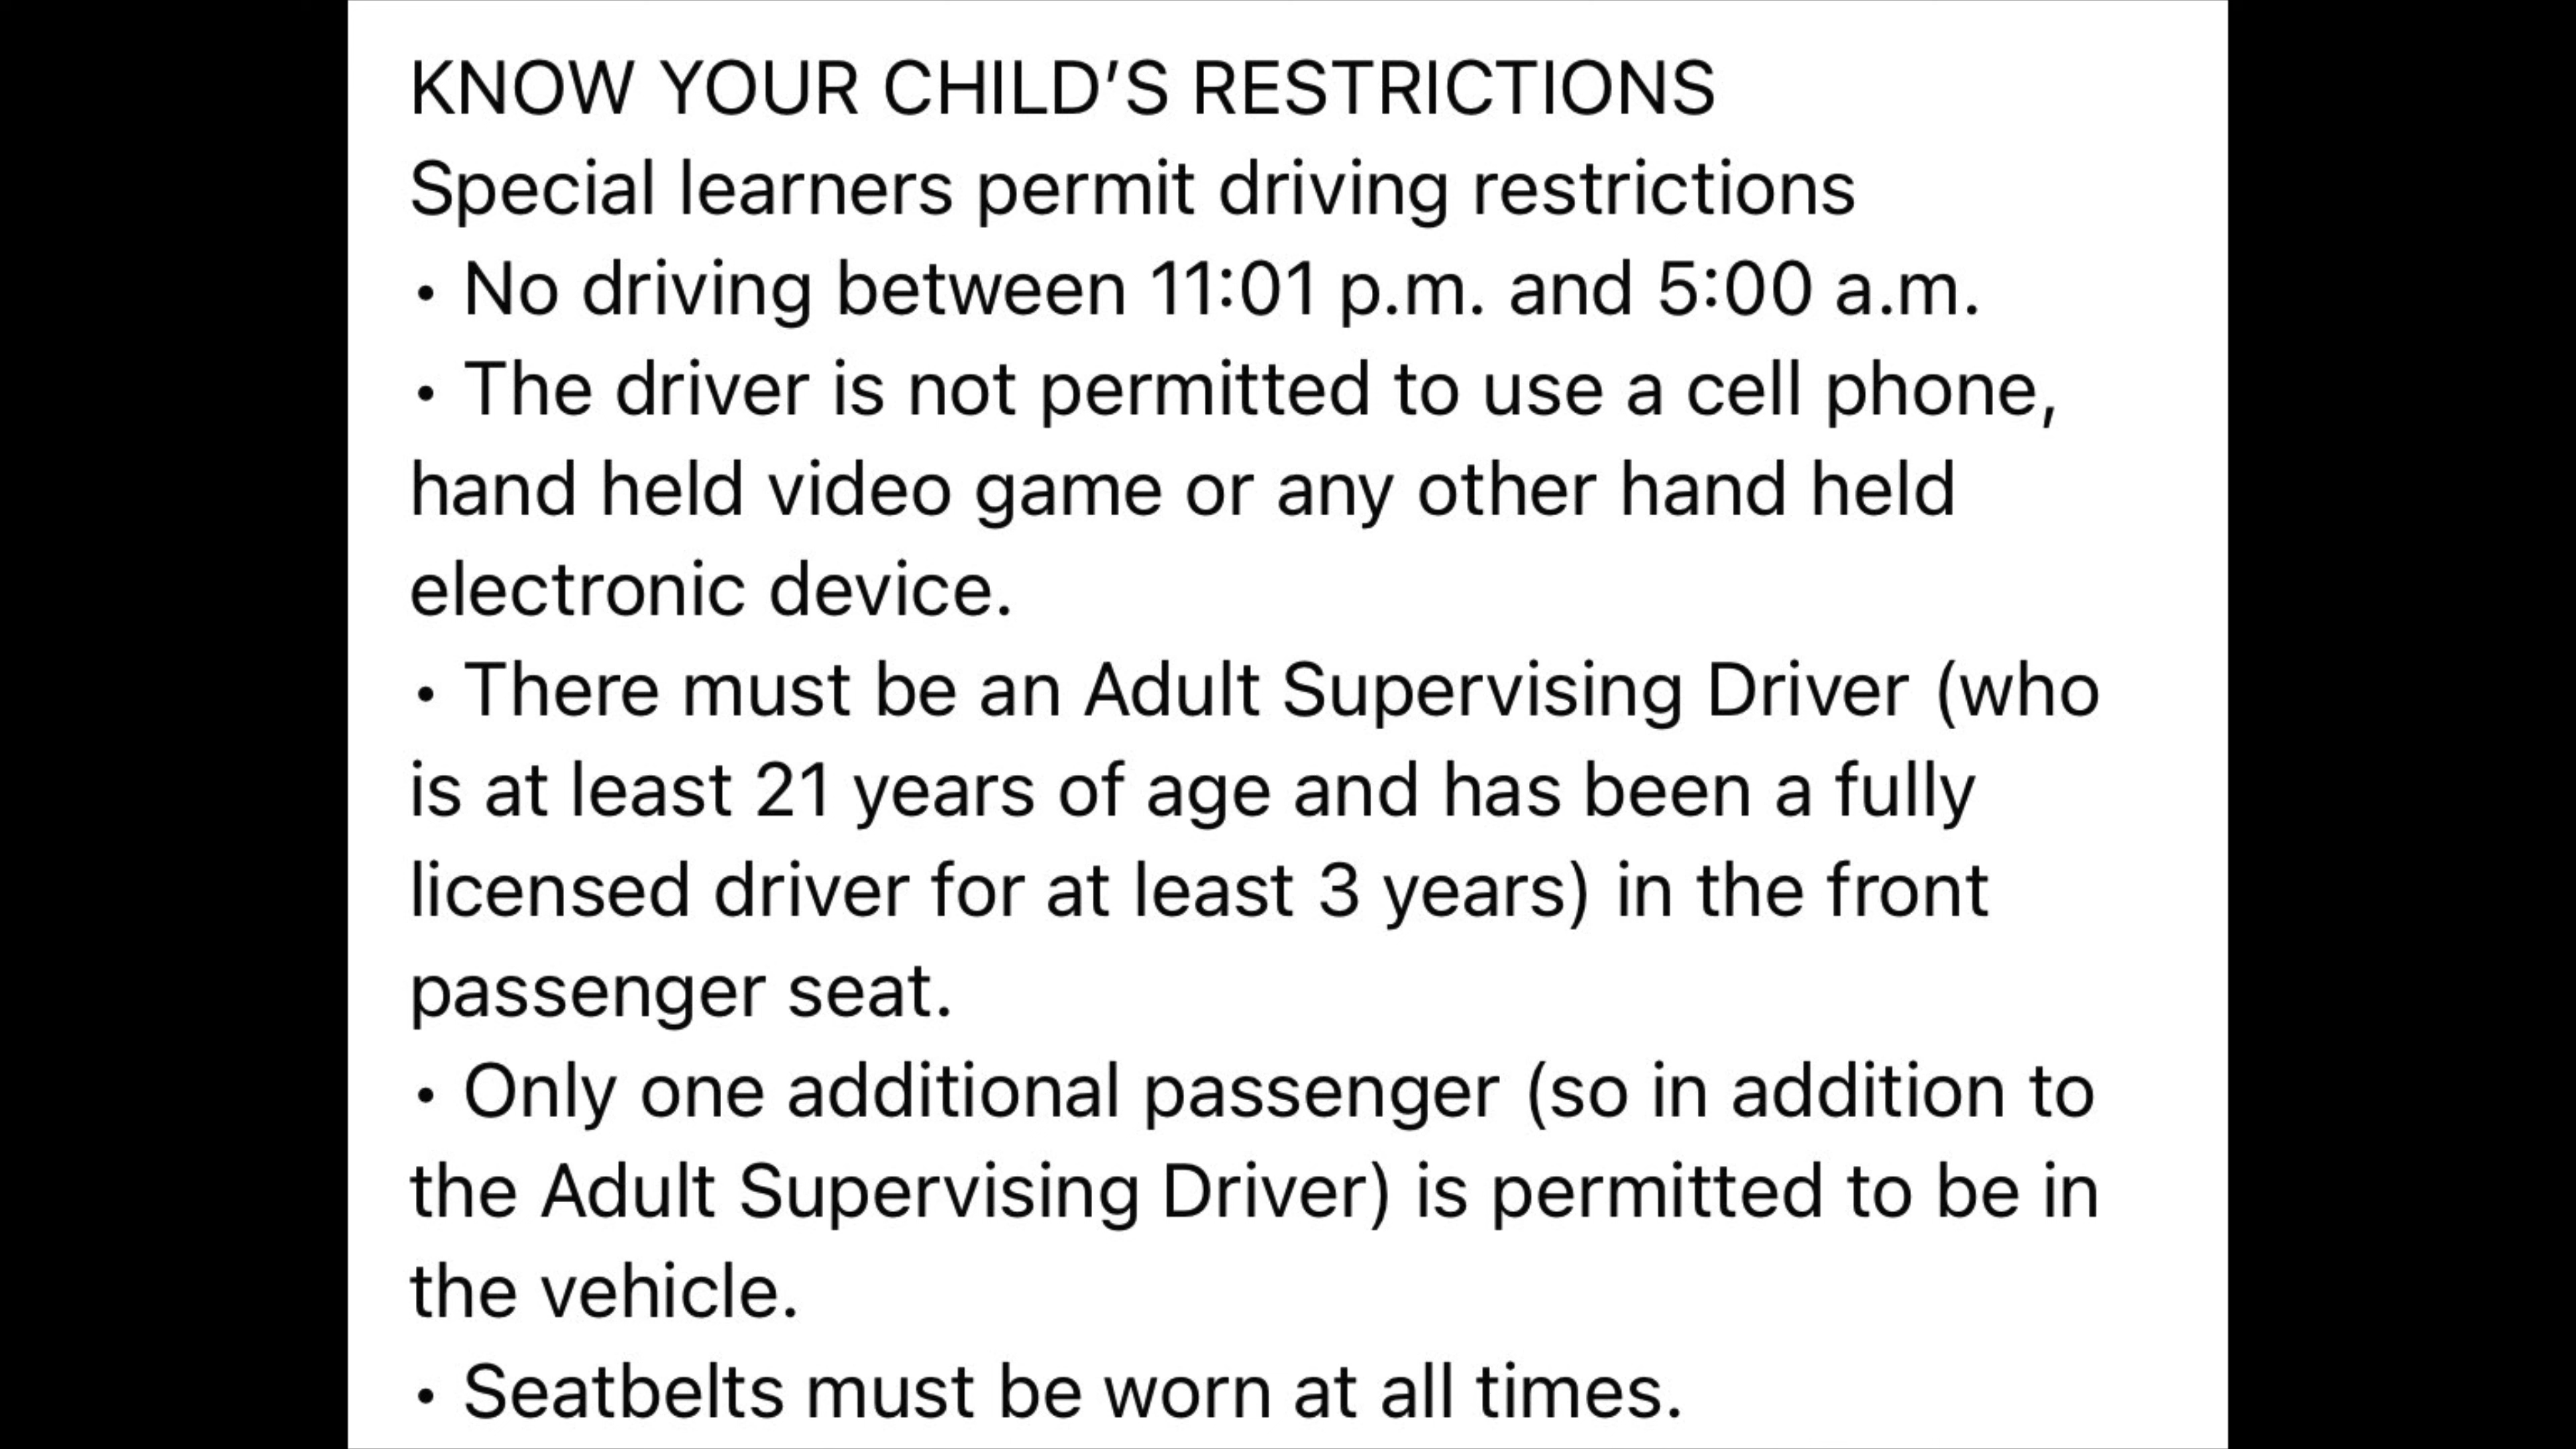 KNOW YOUR CHILD’S RESTRICTIONS
Special learners permit driving restrictions
• No driving between 11:01 p.m. and 5:00 a.m.
• The driver is not permitted to use a cell phone,
hand held video game or any other hand held
electronic device.
• There must be an Adult Supervising Driver (who
is at least 21 years of age and has been a fully
licensed driver for at least 3 years) in the front
passenger seat.
• Only one additional passenger (so in addition to
the Adult Supervising Driver) is permitted to be in
the vehicle.
• Seatbelts must be worn at all times.